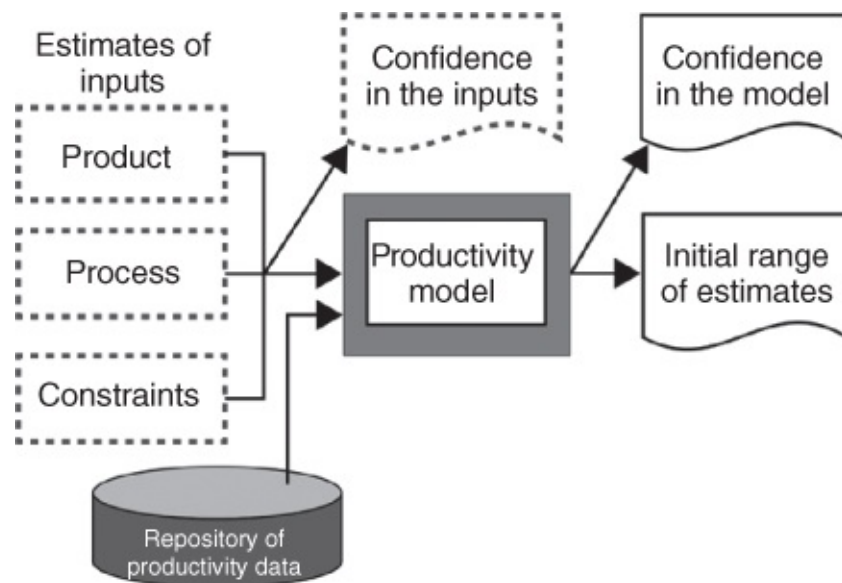 Estimates of
inputs
Product
Process
Constraints
Confidence
in the inputs
Productivity
model
Confidence
in the model
Initial range
of estimates
Repository of
productivity data